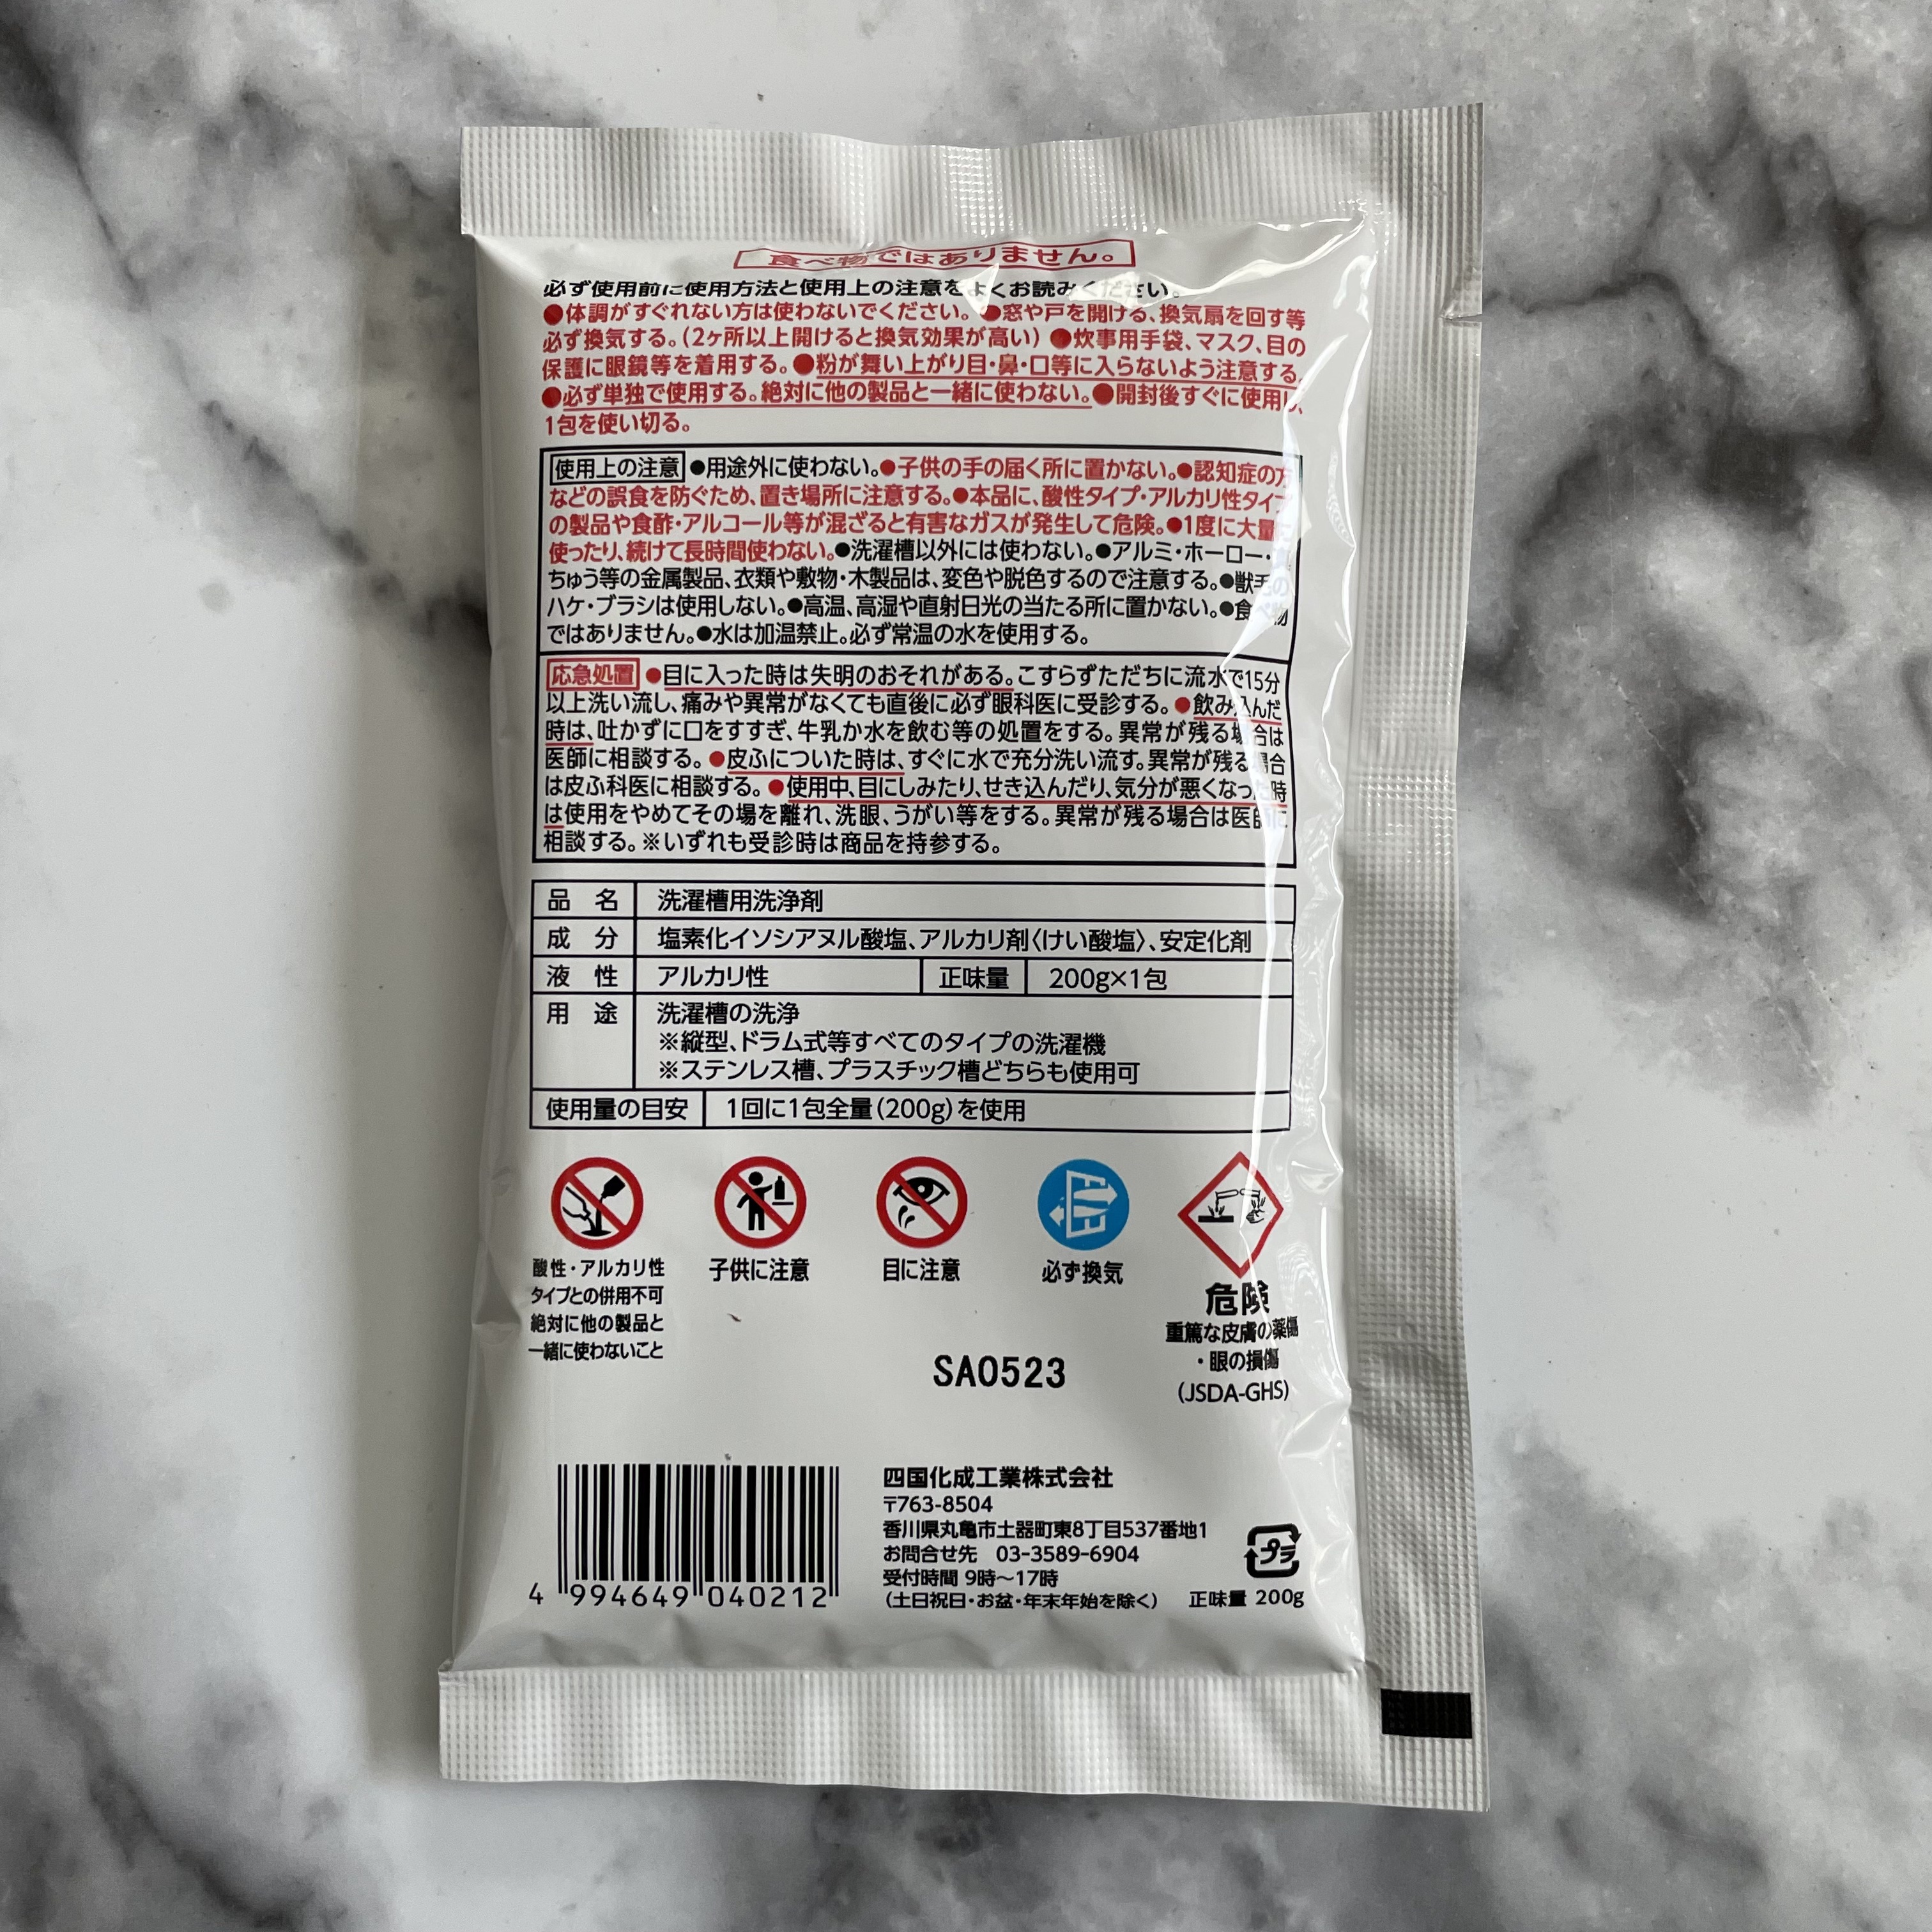 食べ物ではありません。
必ず使用前に使用方法と使用上の注意をよくお読みください。
●体調がすぐれない方は使わないでください。●窓や戸を開ける、換気扇を回す等
必ず換気する。(2ヶ所以上開けると換気効果が高い) ●炊事用手袋、マスク、目の
保護に眼鏡等を着用する。●粉が舞い上がり目・鼻・口等に入らないよう注意する。
●必ず単独で使用する。絶対に他の製品と一緒に使わない。●開封後すぐに使用し、
1包を使い切る。
使用上の注意 ●用途外に使わない。●子供の手の届く所に置かない。●認知症の方
などの誤食を防ぐため、置き場所に注意する。●本品に、酸性タイプ・アルカリ性タイプ
の製品や食酢・アルコール等が混ざると有害なガスが発生して危険。●1度に大量
使ったり、続けて長時間使わない。●洗濯槽以外には使わない。●アルミ・ホーロー・
ちゅう等の金属製品、衣類や敷物・木製品は、変色や脱色するので注意する。●獣毛の
ハケ・ブラシは使用しない。●高温、高湿や直射日光の当たる所に置かない。●食べ物
ではありません。●水は加温禁止。必ず常温の水を使用する。
応急処置 ●目に入った時は失明のおそれがある。こすらずただちに流水で15分
以上洗い流し、痛みや異常がなくても直後に必ず眼科医に受診する。●飲み込んだ
時は、吐かずに口をすすぎ、牛乳か水を飲む等の処置をする。異常が残る場合は
医師に相談する。●皮ふについた時は、すぐに水で充分洗い流す。異常が残る場合
は皮ふ科医に相談する。●使用中、目にしみたり、せき込んだり、気分が悪くなった時
は使用をやめてその場を離れ、洗眼、うがい等をする。異常が残る場合は医師に
相談する。※いずれも受診時は商品を持参する。
品 名 洗濯槽用洗浄剤
成 分 塩素化イソシアヌル酸塩、アルカリ剤〈けい酸塩〉、安定化剤
液 性 アルカリ性 正味量 200g×1包
用 途 洗濯槽の洗浄
※縦型、ドラム式等すべてのタイプの洗濯機
※ステンレス槽、プラスチック槽どちらも使用可
使用量の目安 1回に1包全量(200g)を使用
酸性・アルカリ性
タイプとの併用不可
絶対に他の製品と
一緒に使わないこと
子供に注意
目に注意
必ず換気
危険
重篤な皮膚の薬傷
・眼の損傷
(JSDA-GHS)
SA0523
4 994649 040212
四国化成工業株式会社
〒763-8504
香川県丸亀市土器町東8丁目537番地1
お問合せ先 03-3589-6904
受付時間 9時〜17時
(土日祝日・お盆・年末年始を除く)
プラ
正味量 200g